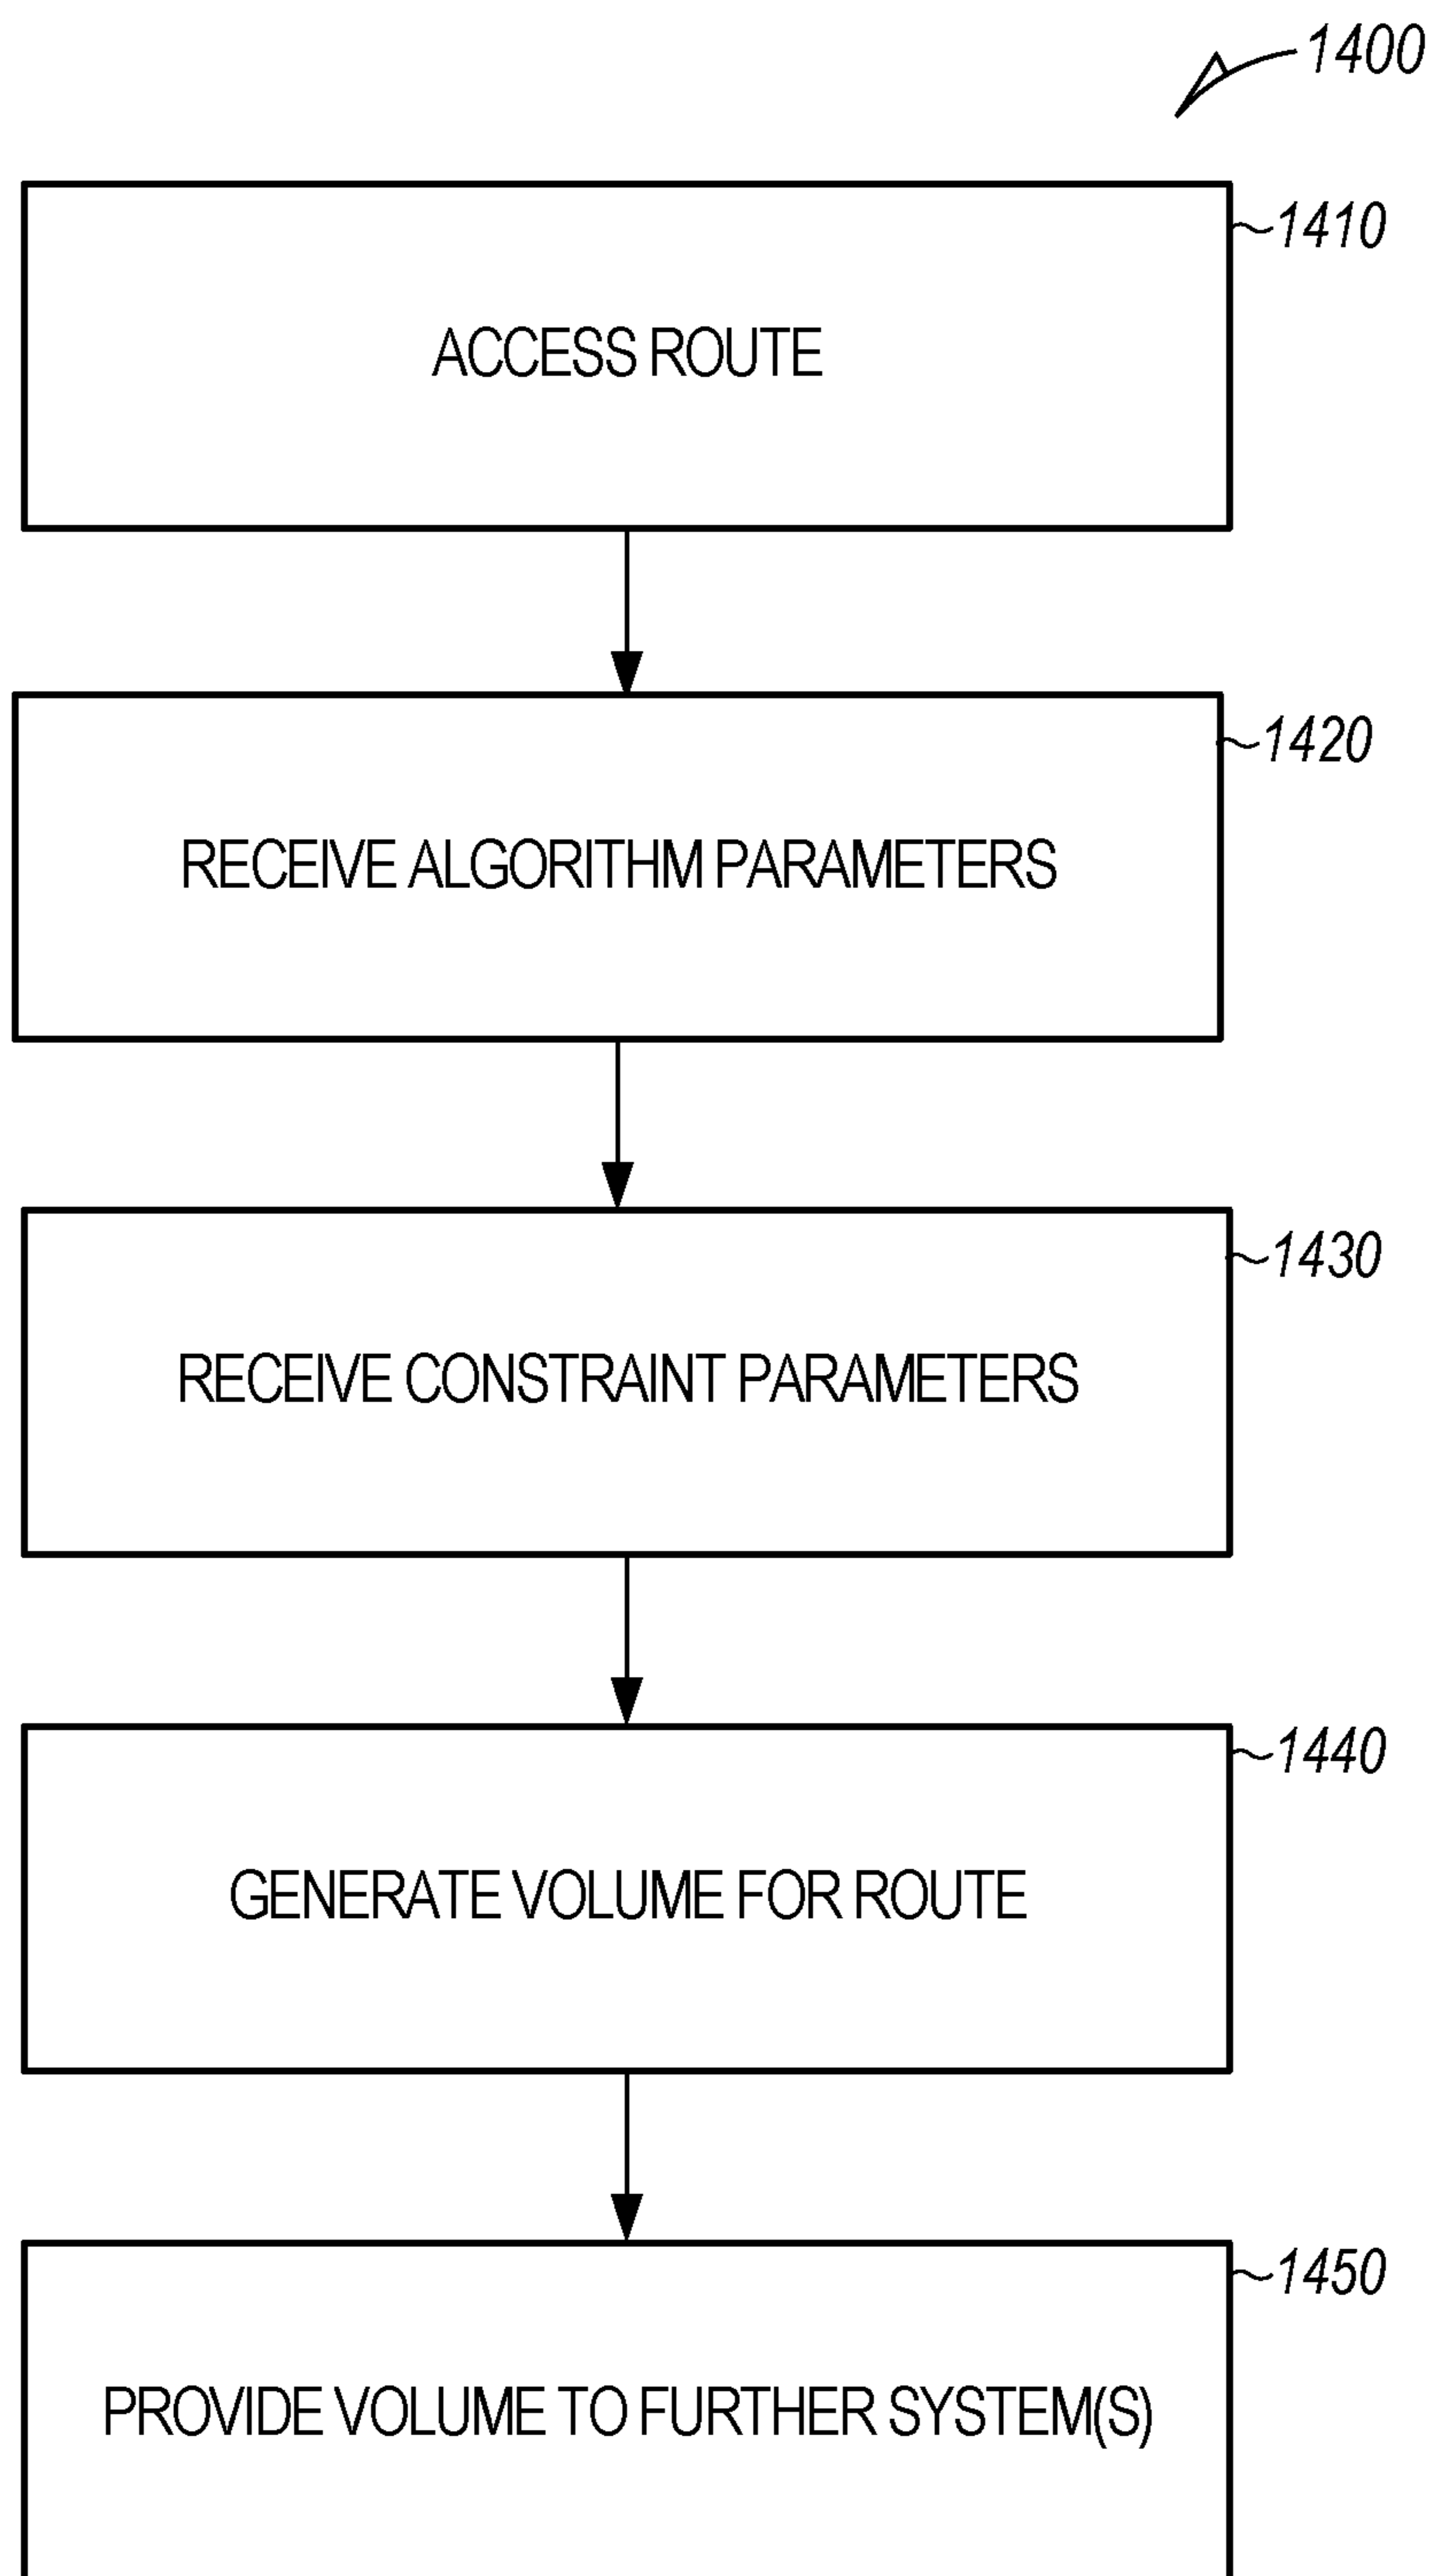 1400
1410
ACCESS ROUTE
1420
RECEIVE ALGORITHM PARAMETERS
1430
RECEIVE CONSTRAINT PARAMETERS
1440
GENERATE VOLUME FOR ROUTE
1450
PROVIDE VOLUME TO FURTHER SYSTEM(S)